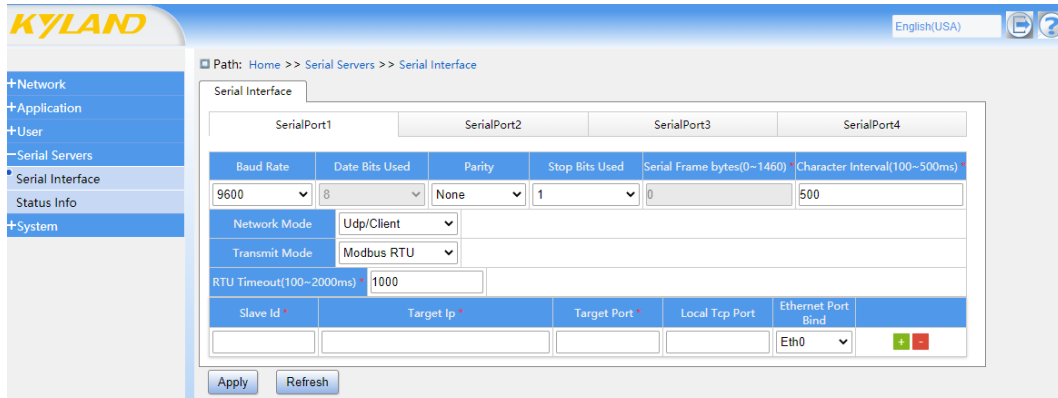 KYLAND
English(USA)
?
Path: Home >> Serial Servers >> Serial Interface
+Network
+Application
+User
−Serial Servers
Serial Interface
Status Info
+System
Serial Interface
SerialPort1 SerialPort2 SerialPort3 SerialPort4
Baud Rate Date Bits Used Parity Stop Bits Used Serial Frame bytes(0~1460) * Character Interval(100~500ms) *
9600 8 None 1 0 500
Network Mode Udp/Client
Transmit Mode Modbus RTU
RTU Timeout(100~2000ms) * 1000
Slave Id * Target Ip * Target Port * Local Tcp Port Ethernet Port Bind
Eth0 + -
Apply Refresh